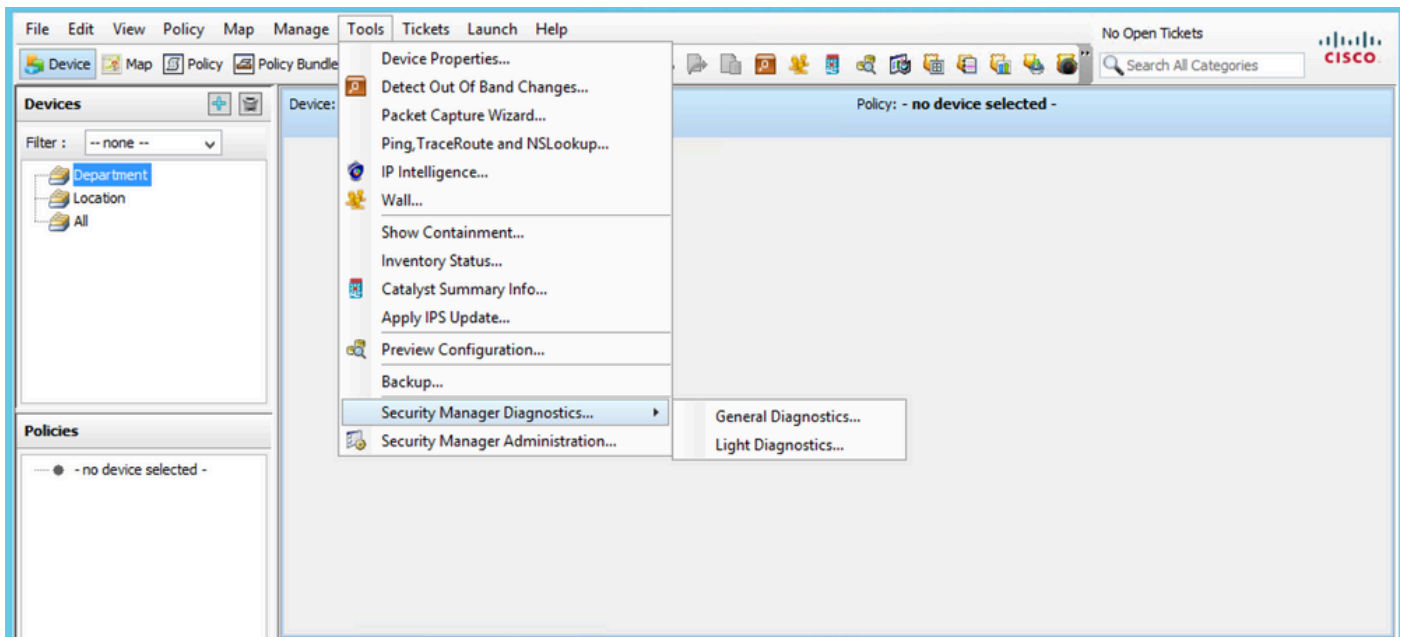 File Edit View Policy Map Manage Tools Tickets Launch Help
No Open Tickets
Device Map Policy Policy Bundle
Search All Categories
CISCO
Devices
Filter : -- none --
Department
Location
All
Policies
- no device selected -
Device:
Policy: - no device selected -
Device Properties...
Detect Out Of Band Changes...
Packet Capture Wizard...
Ping,TraceRoute and NSLookup...
IP Intelligence...
Wall...
Show Containment...
Inventory Status...
Catalyst Summary Info...
Apply IPS Update...
Preview Configuration...
Backup...
Security Manager Diagnostics...
Security Manager Administration...
General Diagnostics...
Light Diagnostics...